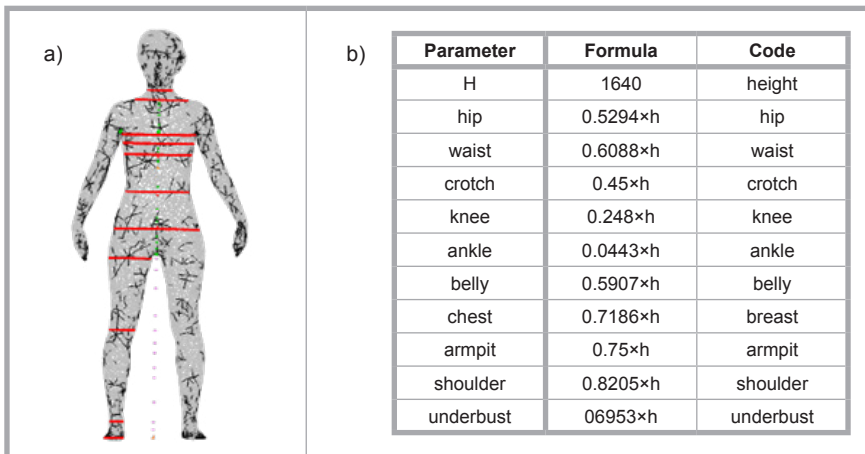 a)
b)
Parameter Formula Code
H 1640 height
hip 0.5294×h hip
waist 0.6088×h waist
crotch 0.45×h crotch
knee 0.248×h knee
ankle 0.0443×h ankle
belly 0.5907×h belly
chest 0.7186×h breast
armpit 0.75×h armpit
shoulder 0.8205×h shoulder
underbust 06953×h underbust